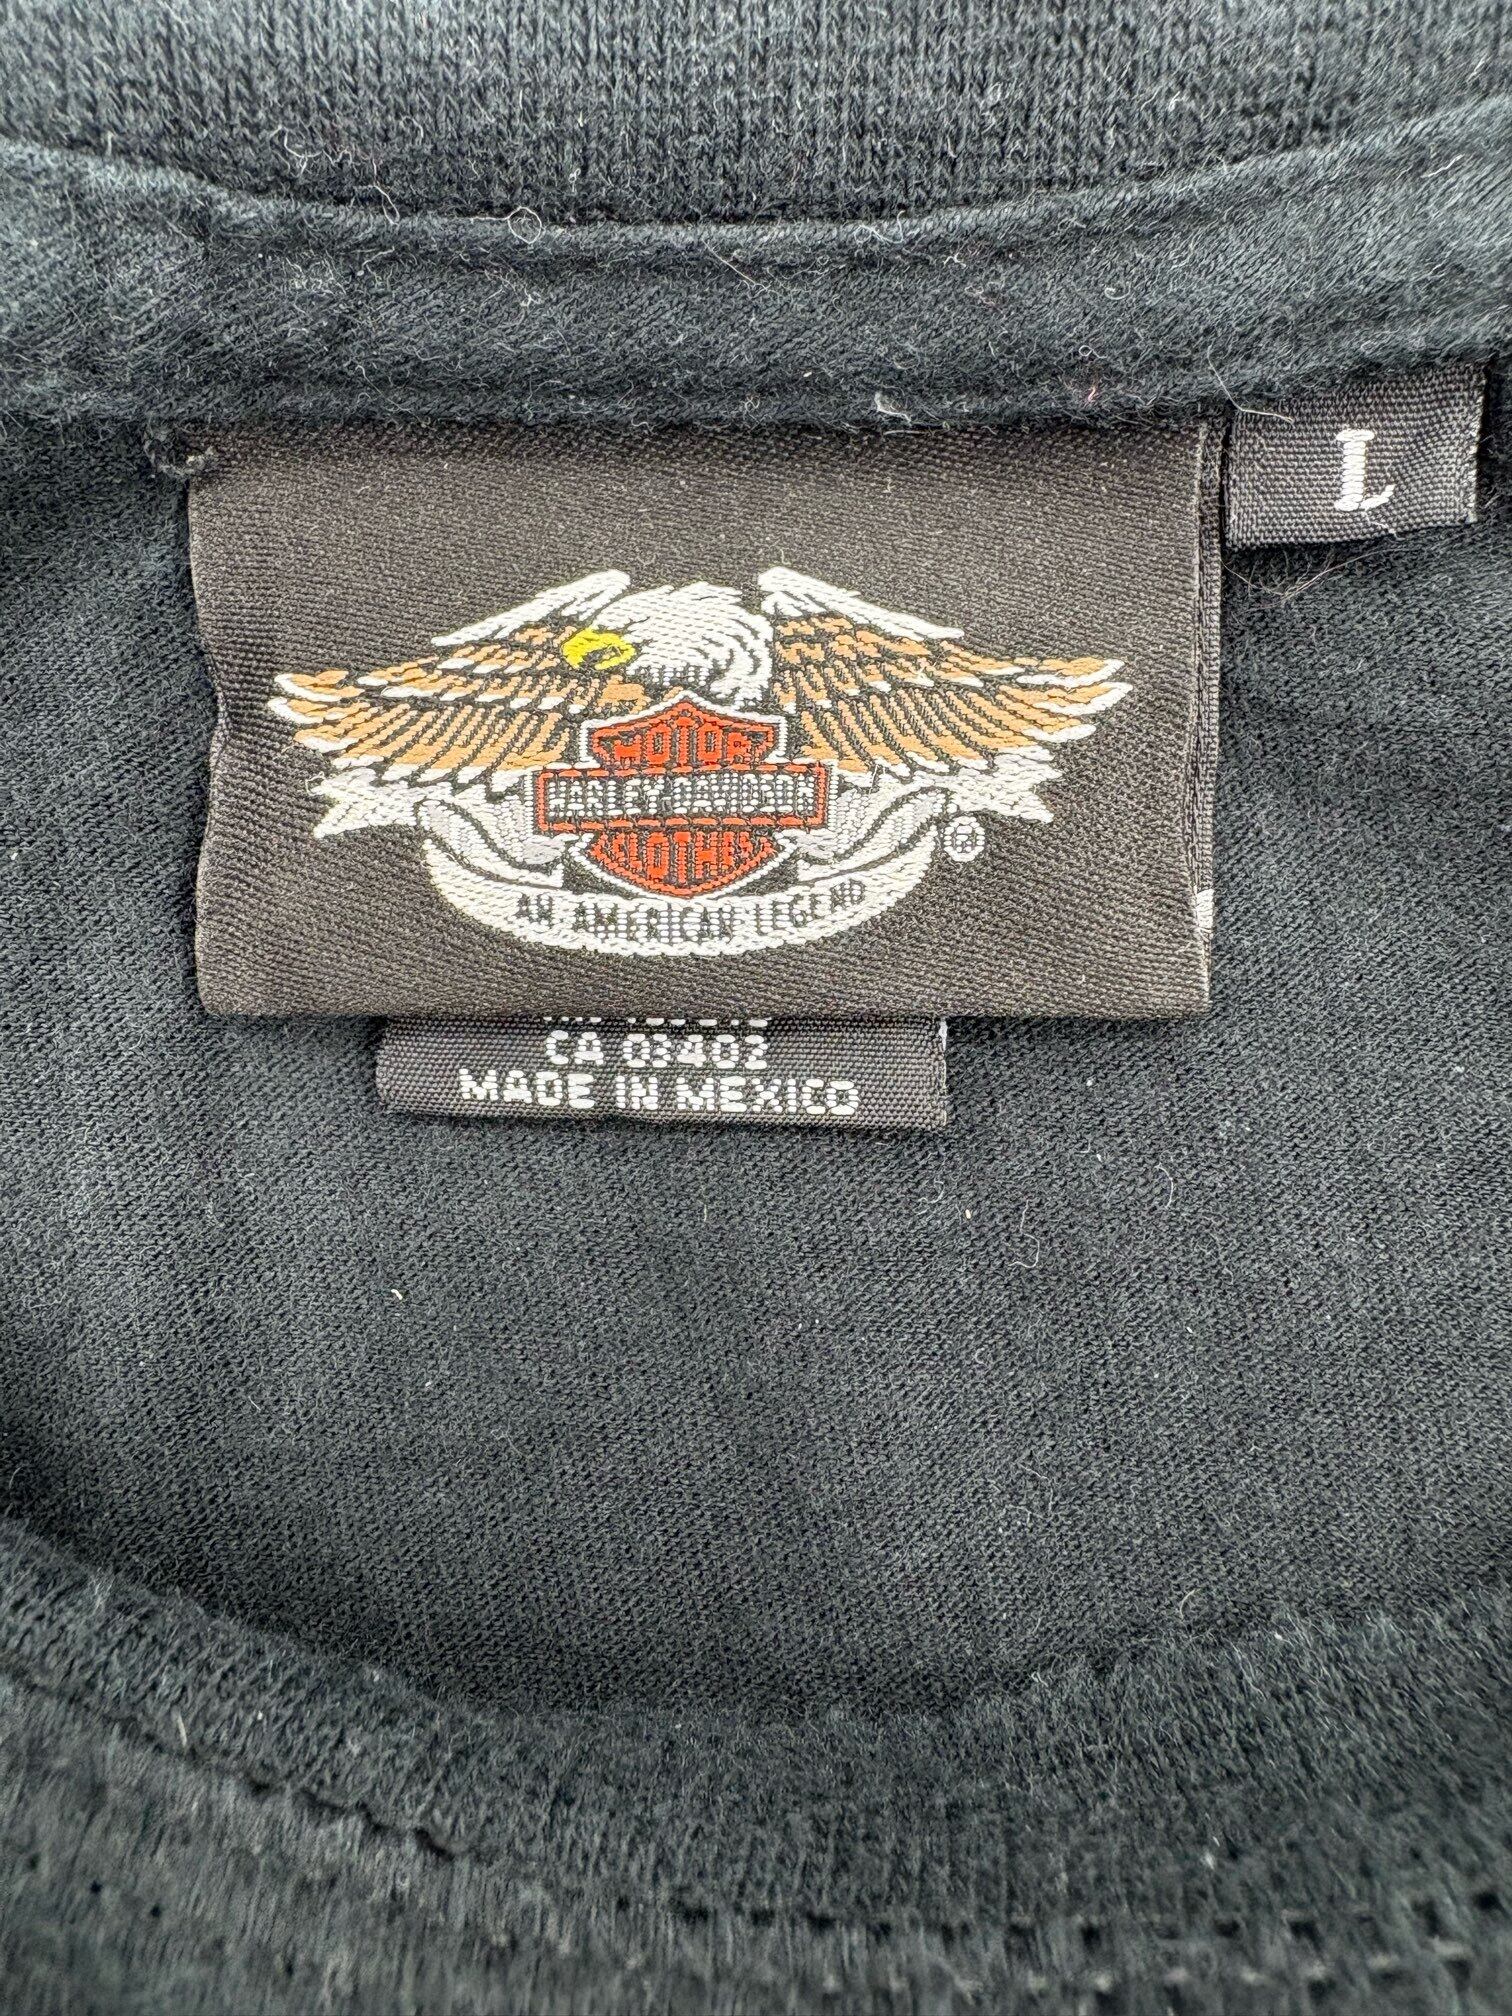 L
MOTOR
HARLEY-DAVIDSON
CLOTHES
®
AN AMERICAN LEGEND
CA 03402
MADE IN MEXICO